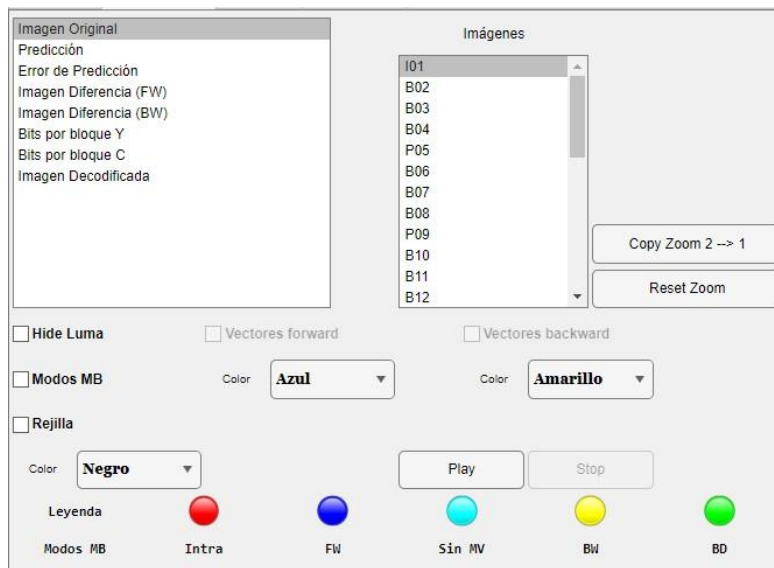 Imagen Original
Predicción
Error de Predicción
Imagen Diferencia (FW)
Imagen Diferencia (BW)
Bits por bloque Y
Bits por bloque C
Imagen Decodificada
Imágenes
I01
B02
B03
B04
P05
B06
B07
B08
P09
B10
B11
B12
Copy Zoom 2 --> 1
Reset Zoom
Hide Luma Vectores forward Vectores backward
Modos MB Color Azul Color Amarillo
Rejilla
Color Negro Play Stop
Leyenda
Modos MB Intra FW Sin MV BW BD